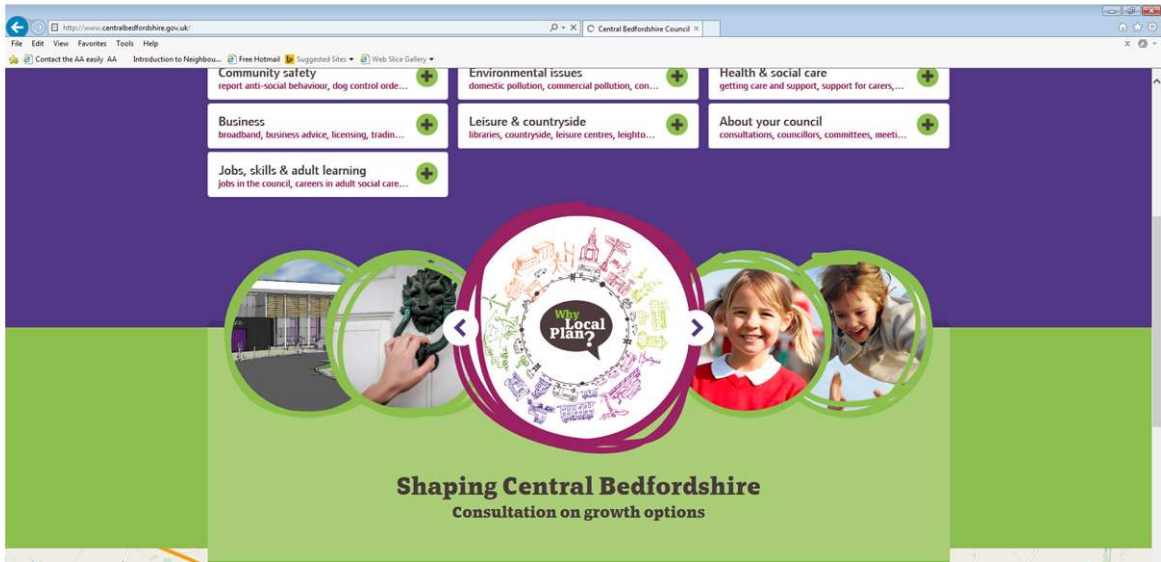 http://www.centralbedfordshire.gov.uk/
Central Bedfordshire Council
File Edit View Favorites Tools Help
Contact the AA easily AA Introduction to Neighbou... Free Hotmail Suggested Sites Web Slice Gallery
Community safety
report anti-social behaviour, dog control orde...
Environmental issues
domestic pollution, commercial pollution, con...
Health & social care
getting care and support, support for carers,...
Business
broadband, business advice, licensing, tradin...
Leisure & countryside
libraries, countryside, leisure centres, leighto...
About your council
consultations, councillors, committees, meeti...
Jobs, skills & adult learning
jobs in the council, careers in adult social care...
Why
Local
Plan?
Shaping Central Bedfordshire
Consultation on growth options